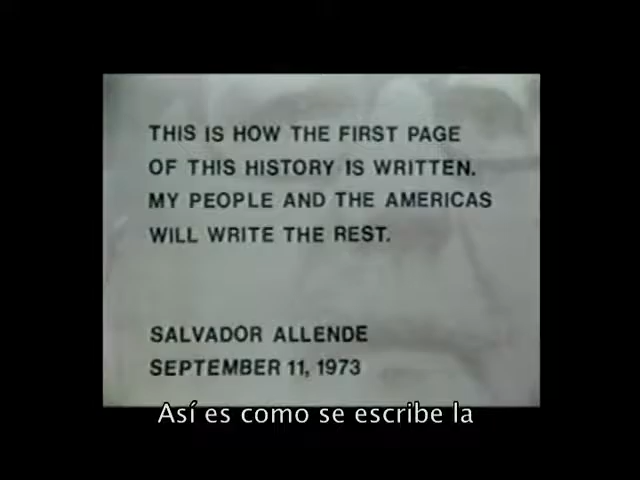 THIS IS HOW THE FIRST PAGE
OF THIS HISTORY IS WRITTEN.
MY PEOPLE AND THE AMERICAS
WILL WRITE THE REST.
SALVADOR ALLENDE
SEPTEMBER 11, 1973
Así es como se escribe la